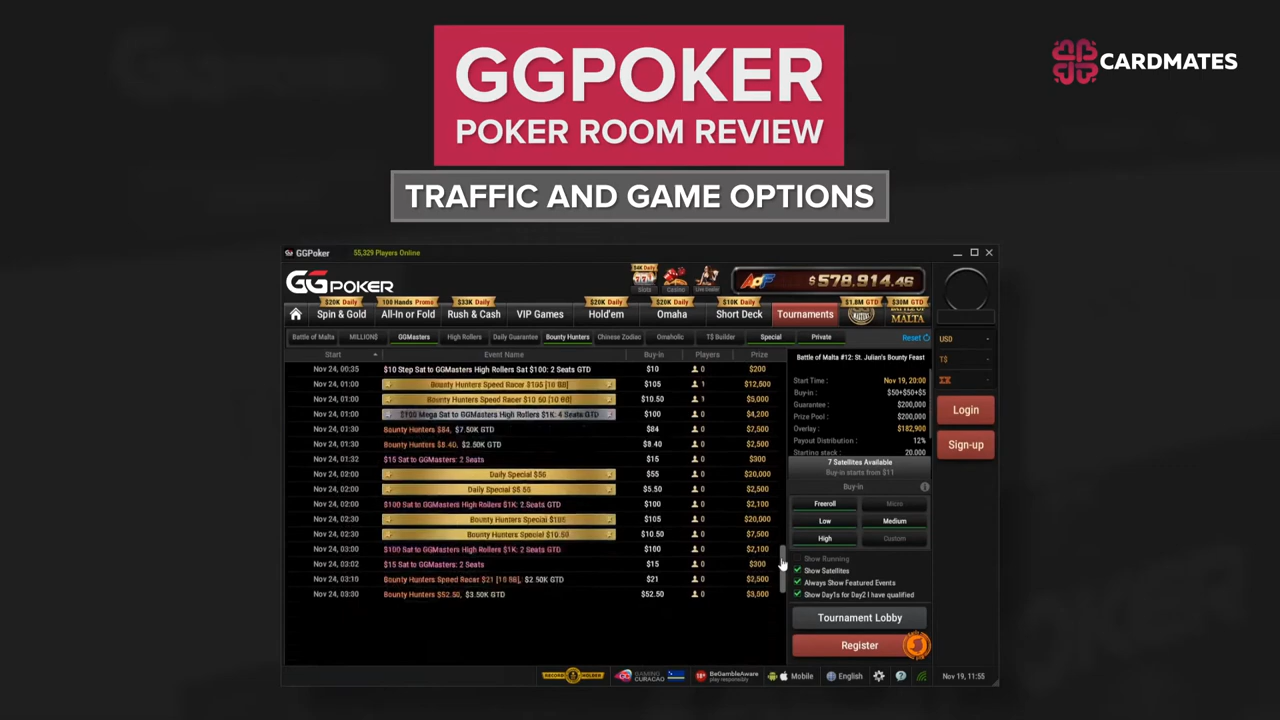 GGPOKER
POKER ROOM REVIEW
CARDMATES
TRAFFIC AND GAME OPTIONS
GGPoker 55,329 Players Online
GGPOKER
$4K Daily
Slots Casino Live Dealer
AoF $578,914.46
$20K Daily 100 Hands Promo $33K Daily $20K Daily $20K Daily $10K Daily $1.8M GTD $30M GTD
Spin & Gold All-In or Fold Rush & Cash VIP Games Hold'em Omaha Short Deck Tournaments MASTERS BATTLE OF MALTA
Battle of Malta MILLION$ GGMasters High Rollers Daily Guarantee Bounty Hunters Chinese Zodiac Omaholic T$ Builder Special Private Reset
Start Event Name Buy-in Players Prize
Nov 24, 00:35 $10 Step Sat to GGMasters High Rollers Sat $100: 2 Seats GTD $10 0 $200
Nov 24, 01:00 Bounty Hunters Speed Racer $105 [10 BB] $105 1 $12,500
Nov 24, 01:00 Bounty Hunters Speed Racer $10.50 [10 BB] $10.50 1 $5,000
Nov 24, 01:00 $100 Mega Sat to GGMasters High Rollers $1K: 4 Seats GTD $100 0 $4,200
Nov 24, 01:30 Bounty Hunters $84, $7.50K GTD $84 0 $7,500
Nov 24, 01:30 Bounty Hunters $8.40, $2.50K GTD $8.40 0 $2,500
Nov 24, 01:32 $15 Sat to GGMasters: 2 Seats $15 0 $300
Nov 24, 02:00 Daily Special $55 $55 0 $20,000
Nov 24, 02:00 Daily Special $5.50 $5.50 0 $2,500
Nov 24, 02:00 $100 Sat to GGMasters High Rollers $1K: 2 Seats GTD $100 0 $2,100
Nov 24, 02:30 Bounty Hunters Special $105 $105 0 $20,000
Nov 24, 02:30 Bounty Hunters Special $10.50 $10.50 0 $7,500
Nov 24, 03:00 $100 Sat to GGMasters High Rollers $1K: 2 Seats GTD $100 0 $2,100
Nov 24, 03:02 $15 Sat to GGMasters: 2 Seats $15 0 $300
Nov 24, 03:10 Bounty Hunters Speed Racer $21 [10 BB], $2.50K GTD $21 0 $2,500
Nov 24, 03:30 Bounty Hunters $52.50, $3.50K GTD $52.50 0 $3,500
Battle of Malta #12: St. Julian's Bounty Feast
Start Time : Nov 19, 20:00
Buy-in : $50+$50+$5
Guarantee : $200,000
Prize Pool : $200,000
Overlay : $182,900
Payout Distribution : 12%
Starting stack : 20,000
7 Satellites Available
Buy-in starts from $11
Buy-in
Freeroll Micro
Low Medium
High Custom
Show Running
Show Satellites
Always Show Featured Events
Show Day1s for Day2 I have qualified
Tournament Lobby
Register
USD -
T$ -
-
Login
Sign-up
RECORD HOLDER GAMING CURACAO 18+ BeGambleAware play responsibly Mobile English Nov 19, 11:55